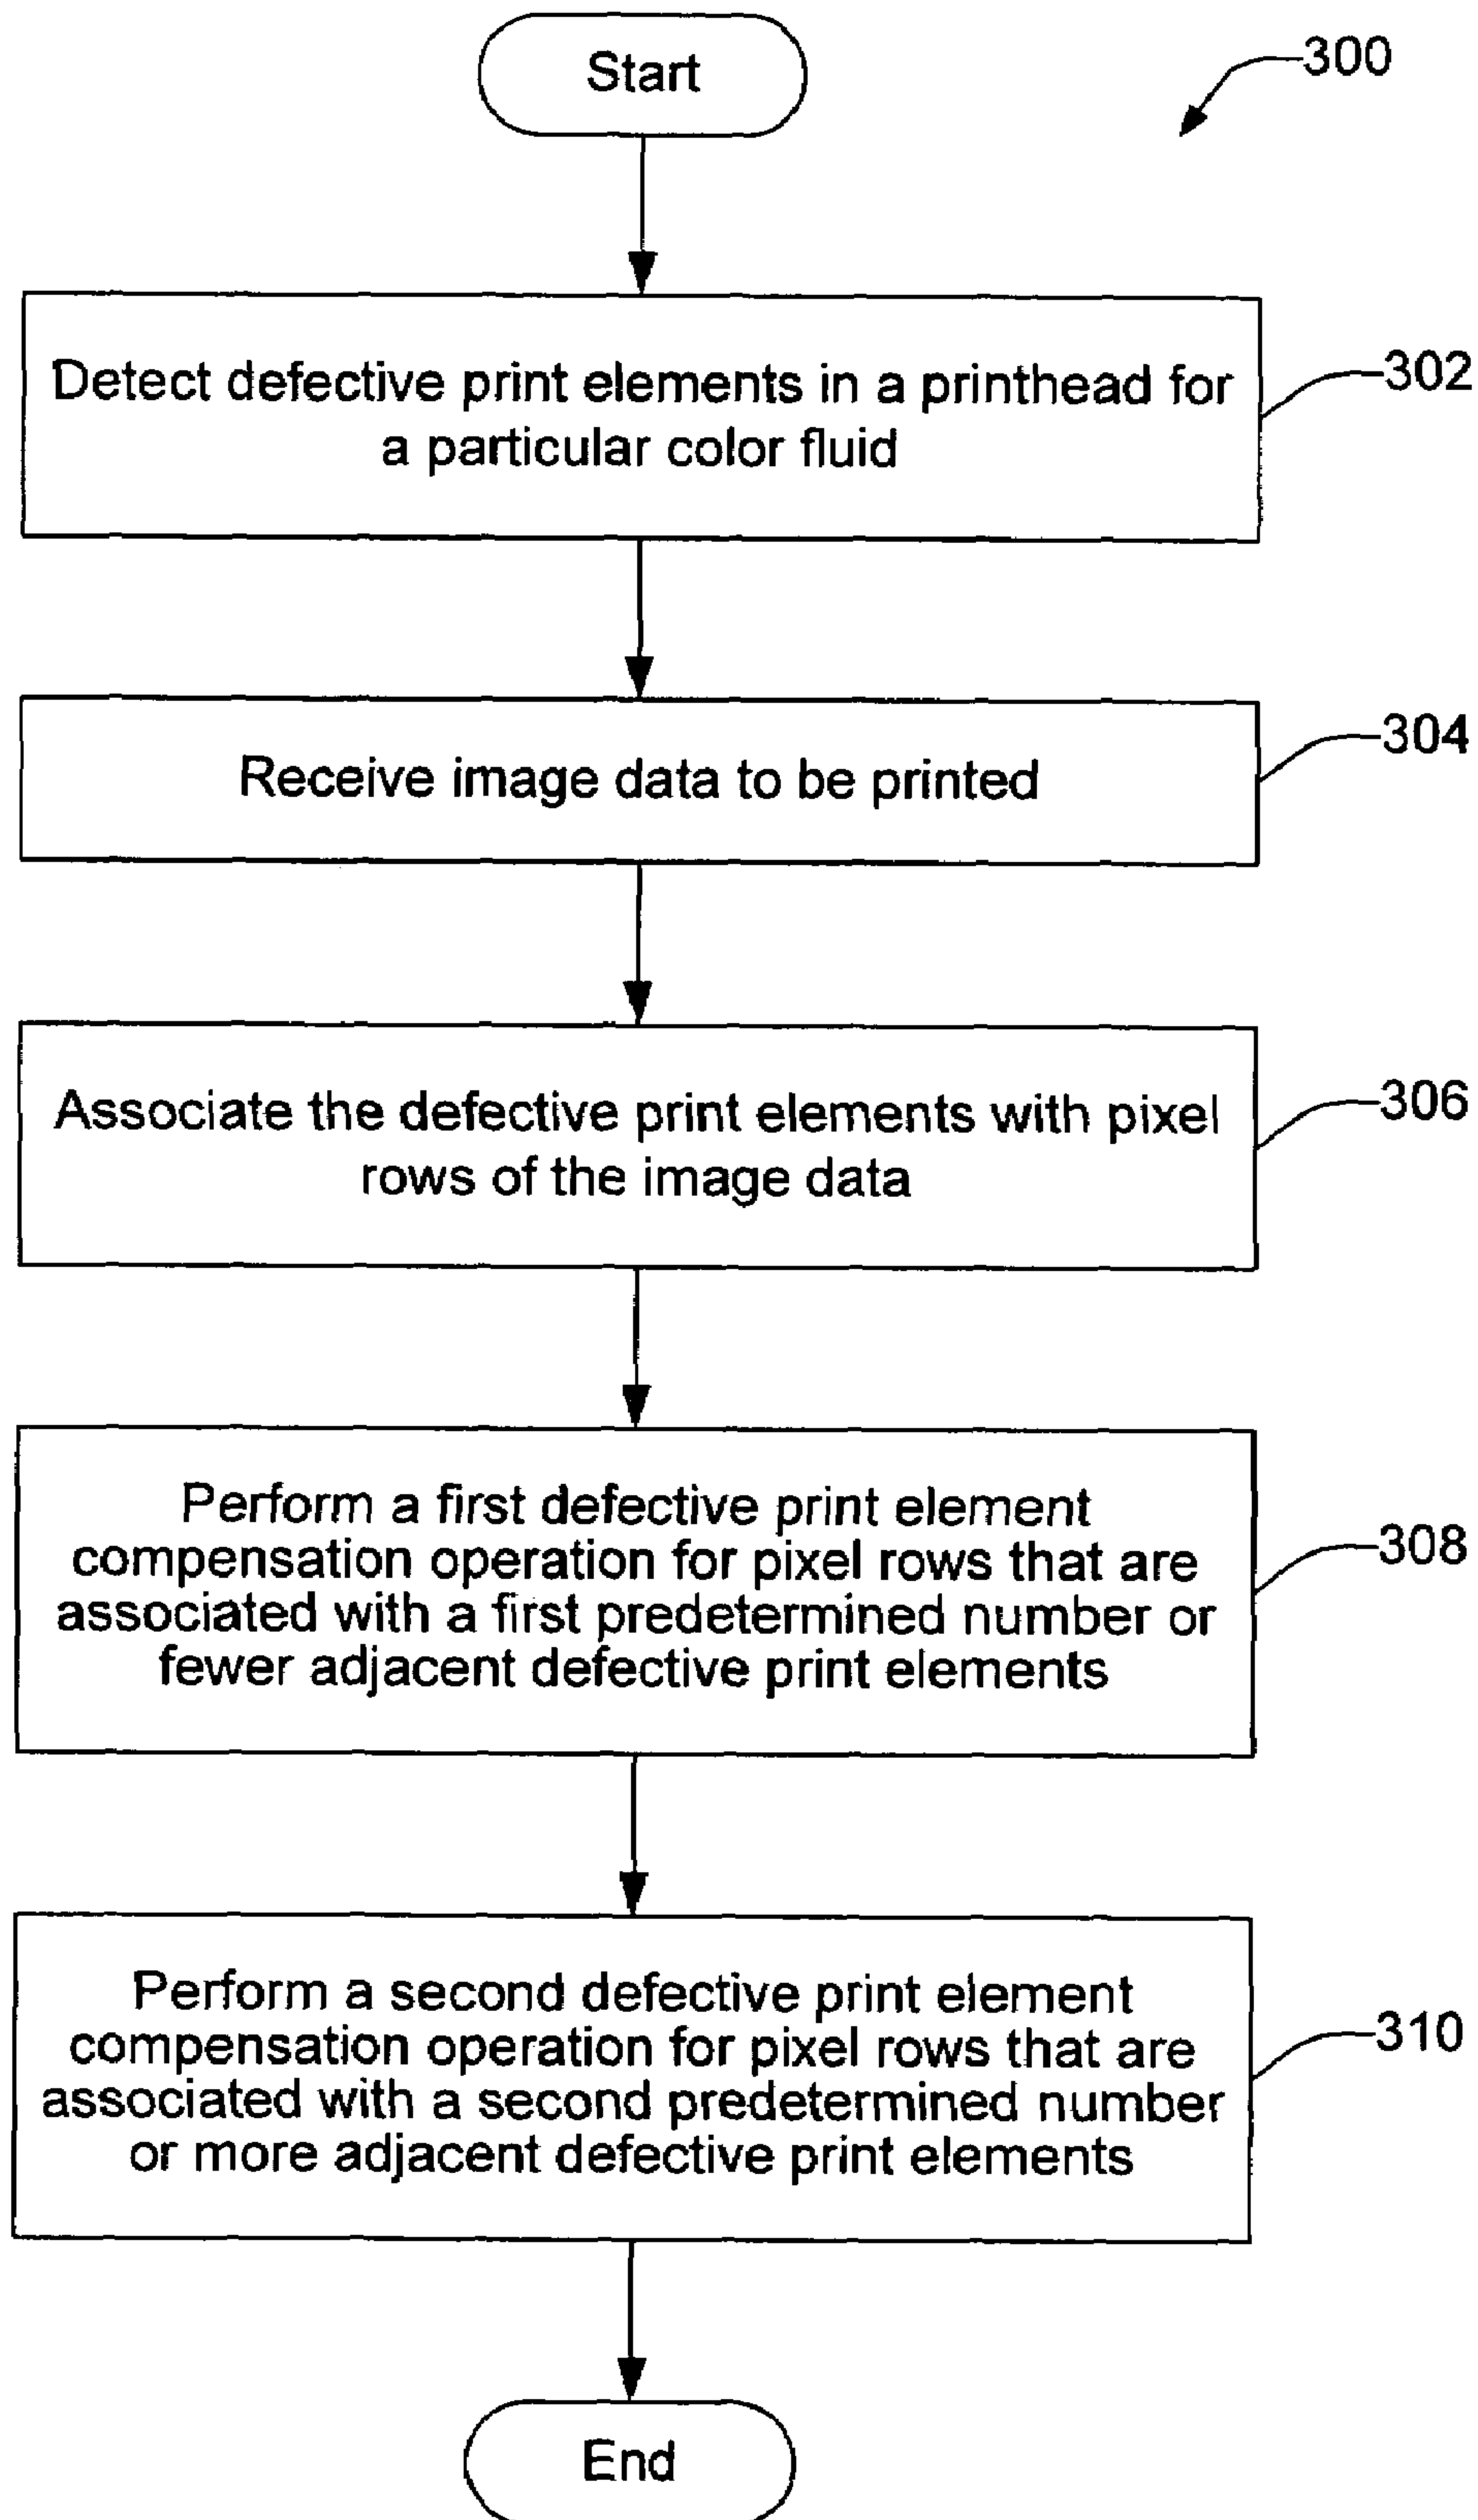 Start
300
Detect defective print elements in a printhead for
a particular color fluid
302
Receive image data to be printed
304
Associate the defective print elements with pixel
rows of the image data
306
Perform a first defective print element
compensation operation for pixel rows that are
associated with a first predetermined number or
fewer adjacent defective print elements
308
Perform a second defective print element
compensation operation for pixel rows that are
associated with a second predetermined number
or more adjacent defective print elements
310
End